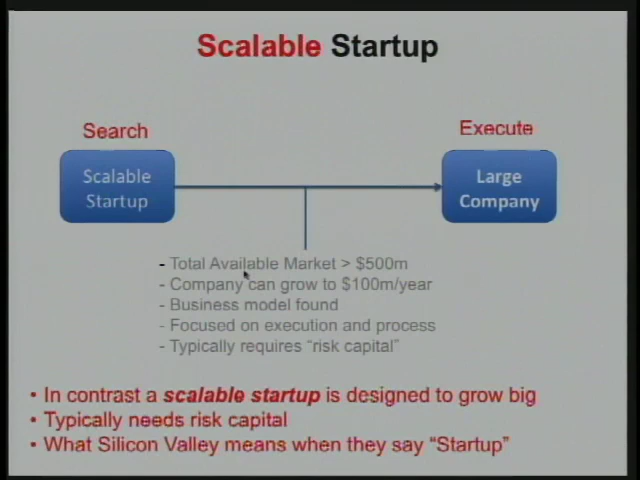 Scalable Startup
Search
Execute
Scalable
Startup
Large
Company
- Total Available Market > $500m
- Company can grow to $100m/year
- Business model found
- Focused on execution and process
- Typically requires "risk capital"
• In contrast a scalable startup is designed to grow big
• Typically needs risk capital
• What Silicon Valley means when they say "Startup"